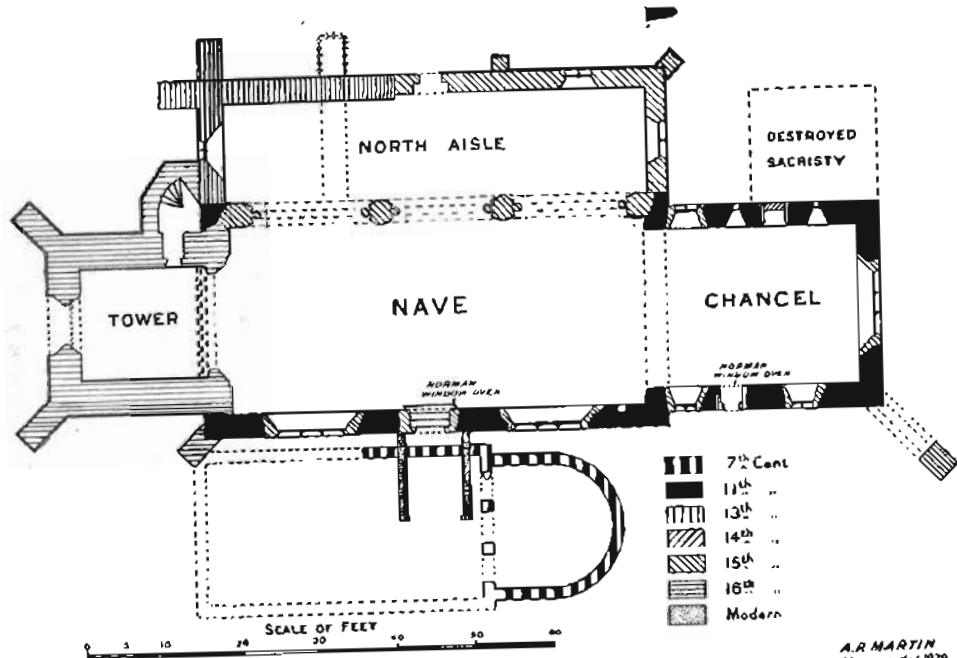 NORTH AISLE
DESTROYED
SACRISTY
TOWER
NAVE
CHANCEL
NORMAN
WINDOW OVER
NORMAN
WINDOW OVER
7th Cent
11th "
13th "
14th "
15th "
16th "
Modern
SCALE OF FEET
0 5 10 20 40 50 60
A.R. MARTIN